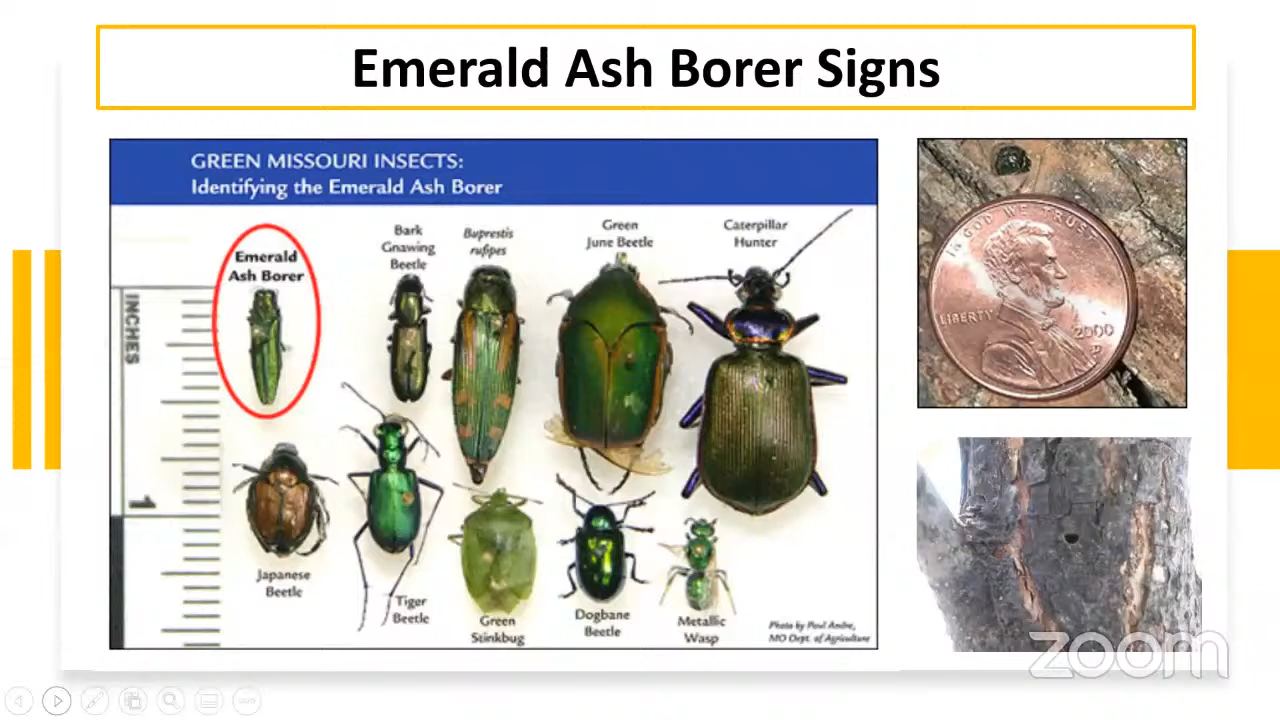 Emerald Ash Borer Signs
GREEN MISSOURI INSECTS:
Identifying the Emerald Ash Borer
Emerald
Ash Borer
Bark
Gnawing
Beetle
Buprestis
rufipes
Green
June Beetle
Caterpillar
Hunter
INCHES
1
Japanese
Beetle
Tiger
Beetle
Green
Stinkbug
Dogbane
Beetle
Metallic
Wasp
Photo by Paul Andre,
MO Dept. of Agriculture
IN GOD WE TRUST
LIBERTY
2000
D
zoom